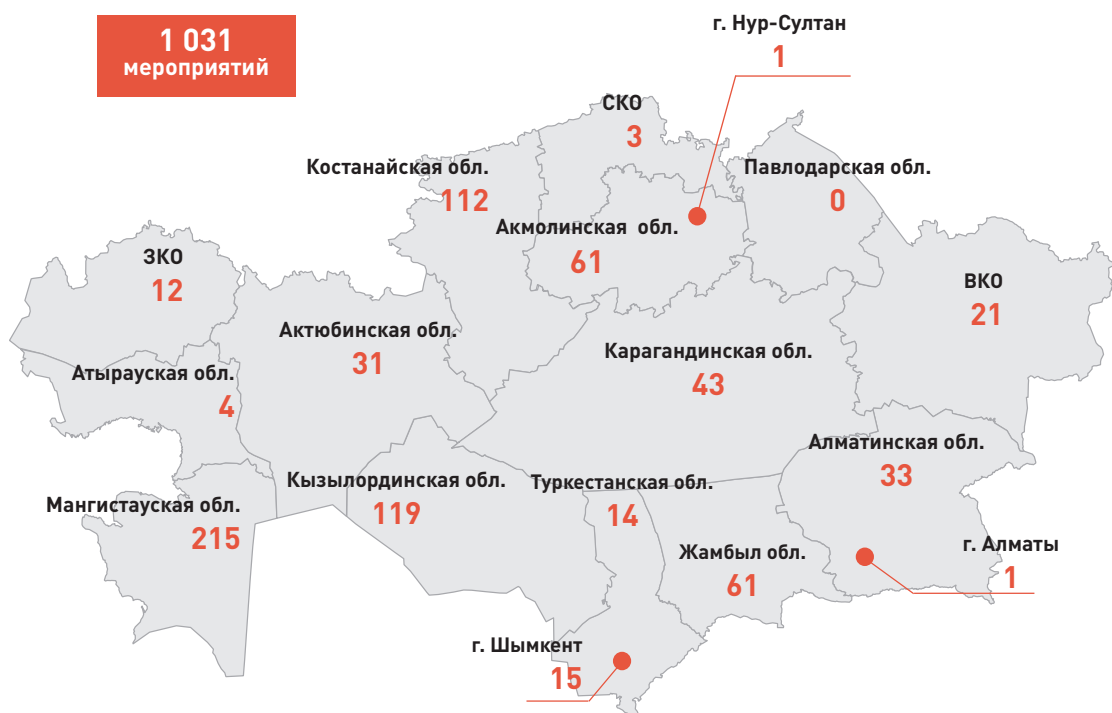 1 031
мероприятий
г. Нур-Султан
1
СКО
3
Костанайская обл.
112
Павлодарская обл.
0
Акмолинская обл.
61
ЗКО
12
ВКО
21
Актюбинская обл.
31
Карагандинская обл.
43
Атырауская обл.
4
Алматинская обл.
33
Кызылординская обл.
119
Туркестанская обл.
14
Мангистауская обл.
215
Жамбыл обл.
61
г. Алматы
1
г. Шымкент
15